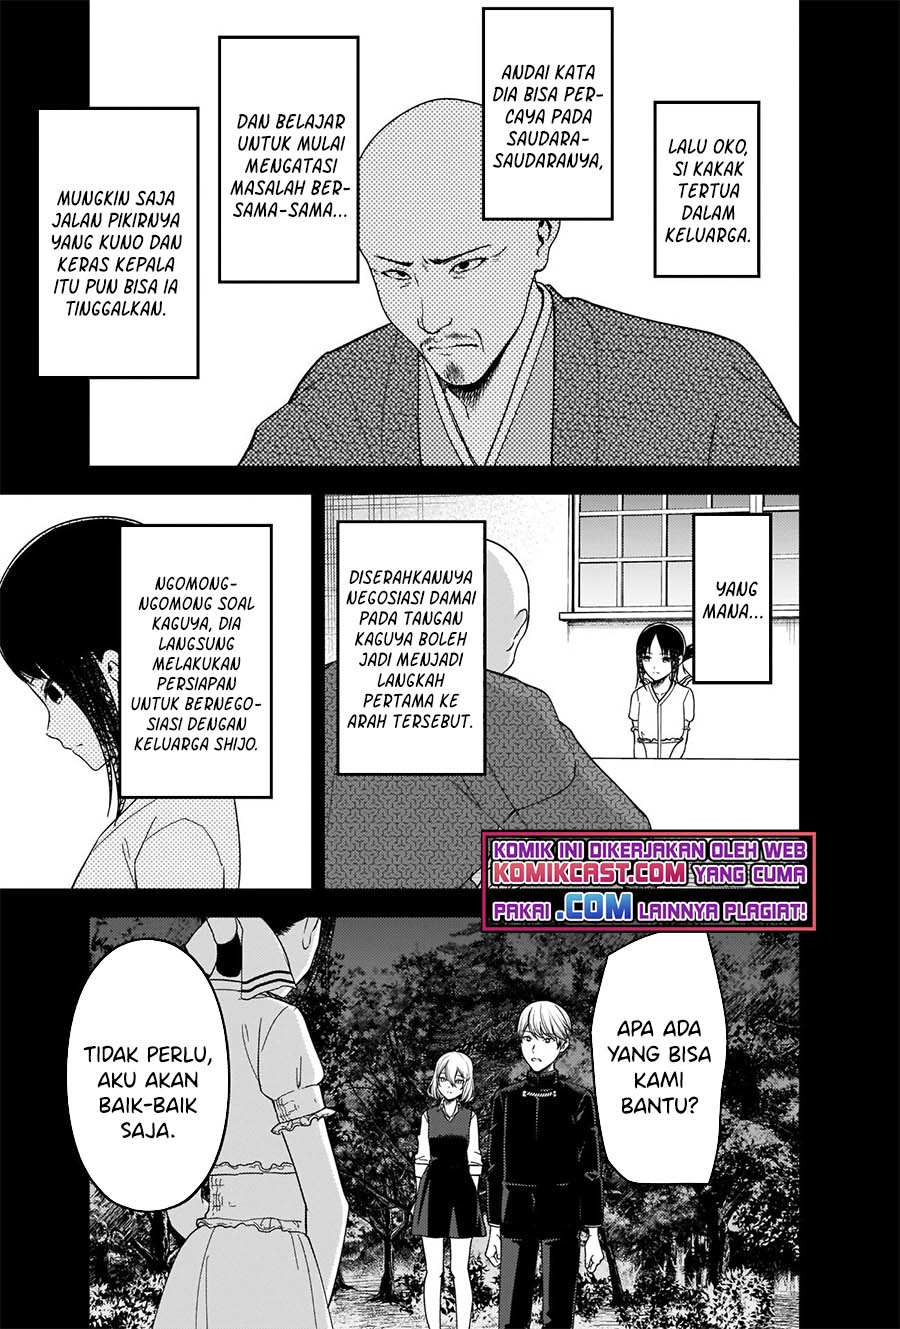 LALU OKO,
SI KAKAK
TERTUA
DALAM
KELUARGA.
ANDAI KATA
DIA BISA PER-
CAYA PADA
SAUDARA-
SAUDARANYA,
DAN BELAJAR
UNTUK MULAI
MENGATASI
MASALAH BER-
SAMA-SAMA...
MUNGKIN SAJA
JALAN PIKIRNYA
YANG KUNO DAN
KERAS KEPALA
ITU PUN BISA IA
TINGGALKAN.
YANG
MANA...
DISERAHKANNYA
NEGOSIASI DAMAI
PADA TANGAN
KAGUYA BOLEH
JADI MENJADI
LANGKAH
PERTAMA KE
ARAH TERSEBUT.
NGOMONG-
NGOMONG SOAL
KAGUYA, DIA
LANGSUNG
MELAKUKAN
PERSIAPAN
UNTUK BERNEGO-
SIASI DENGAN
KELUARGA SHIJO.
KOMIK INI DIKERJAKAN OLEH WEB
KOMIKCAST.COM YANG CUMA
PAKAI .COM LAINNYA PLAGIAT!
APA ADA
YANG BISA
KAMI
BANTU?
TIDAK PERLU,
AKU AKAN
BAIK-BAIK
SAJA.